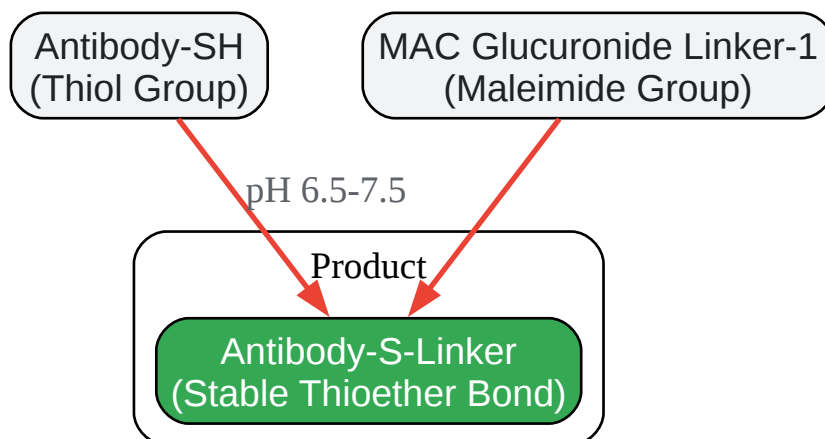 Antibody-SH
(Thiol Group)
MAC Glucuronide Linker-1
(Maleimide Group)
pH 6.5-7.5
Product
Antibody-S-Linker
(Stable Thioether Bond)